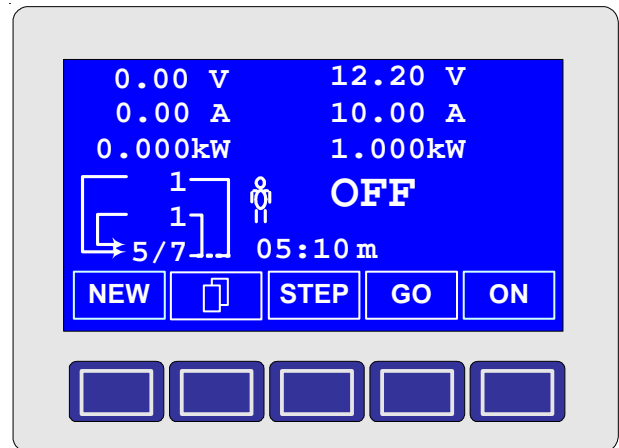 0.00 V 12.20 V
0.00 A 10.00 A
0.000kW 1.000kW
1 OFF
1
5/7 05:10 m
NEW STEP GO ON